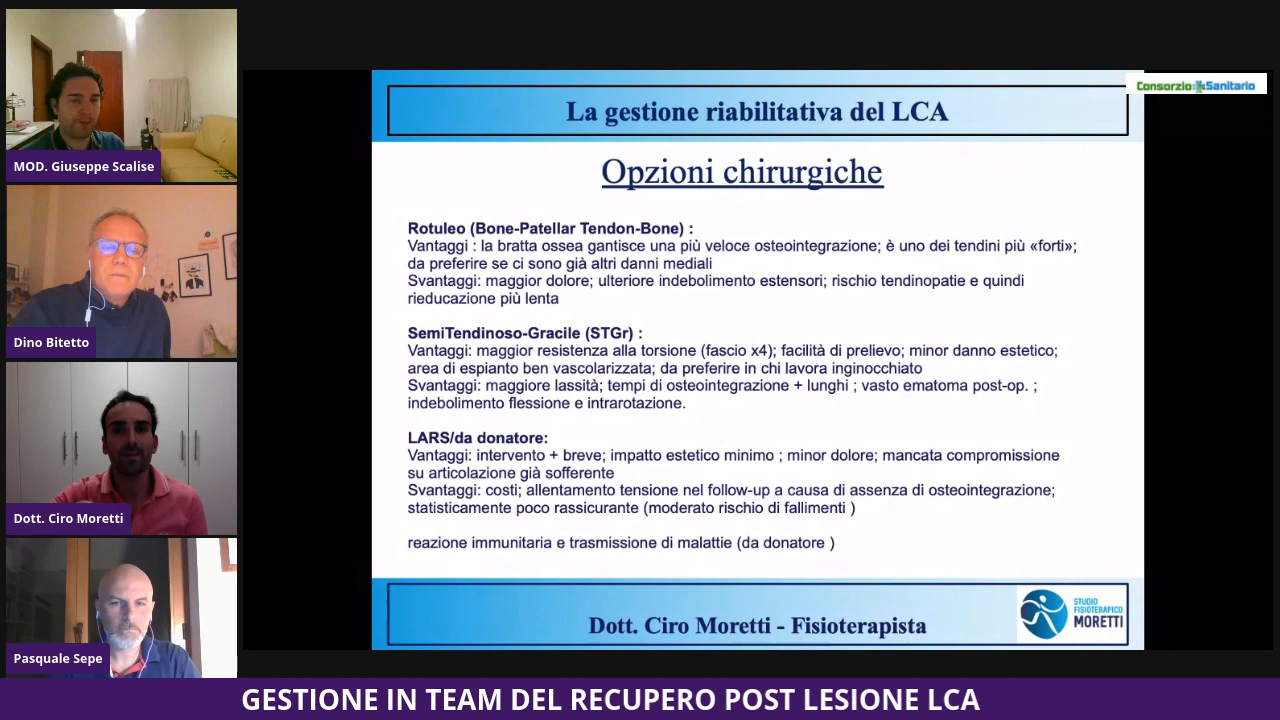 MOD. Giuseppe Scalise
Dino Bitetto
Dott. Ciro Moretti
Pasquale Sepe
Consorzio Sanitario
La gestione riabilitativa del LCA
Opzioni chirurgiche
Rotuleo (Bone-Patellar Tendon-Bone) :
Vantaggi : la bratta ossea gantisce una più veloce osteointegrazione; è uno dei tendini più «forti»;
da preferire se ci sono già altri danni mediali
Svantaggi: maggior dolore; ulteriore indebolimento estensori; rischio tendinopatie e quindi
rieducazione più lenta
SemiTendinoso-Gracile (STGr) :
Vantaggi: maggior resistenza alla torsione (fascio x4); facilità di prelievo; minor danno estetico;
area di espianto ben vascolarizzata; da preferire in chi lavora inginocchiato
Svantaggi: maggiore lassità; tempi di osteointegrazione + lunghi ; vasto ematoma post-op. ;
indebolimento flessione e intrarotazione.
LARS/da donatore:
Vantaggi: intervento + breve; impatto estetico minimo ; minor dolore; mancata compromissione
su articolazione già sofferente
Svantaggi: costi; allentamento tensione nel follow-up a causa di assenza di osteointegrazione;
statisticamente poco rassicurante (moderato rischio di fallimenti )
reazione immunitaria e trasmissione di malattie (da donatore )
Dott. Ciro Moretti - Fisioterapista
STUDIO
FISIOTERAPICO
MORETTI
GESTIONE IN TEAM DEL RECUPERO POST LESIONE LCA